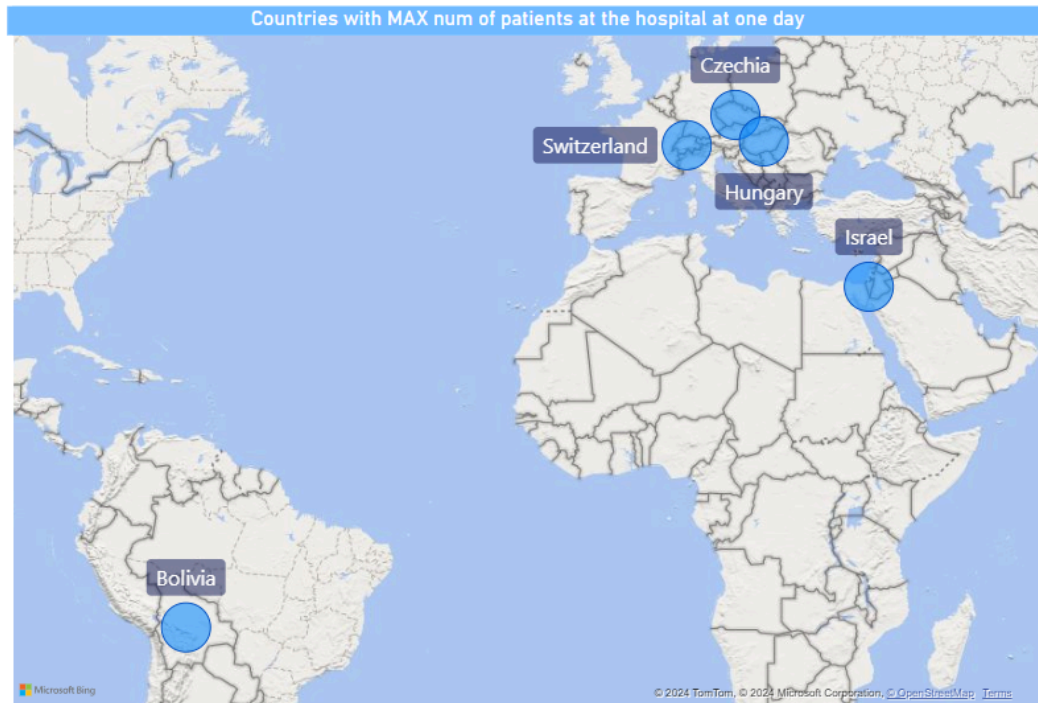 Countries with MAX num of patients at the hospital at one day
Czechia
Switzerland
Hungary
Israel
Bolivia
Microsoft Bing
© 2024 TomTom, © 2024 Microsoft Corporation, © OpenStreetMap Terms